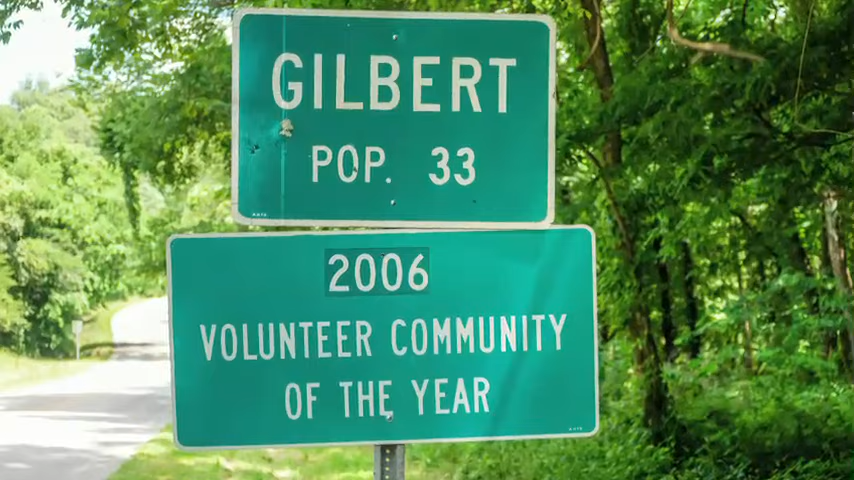 GILBERT
POP. 33
2006
VOLUNTEER COMMUNITY
OF THE YEAR